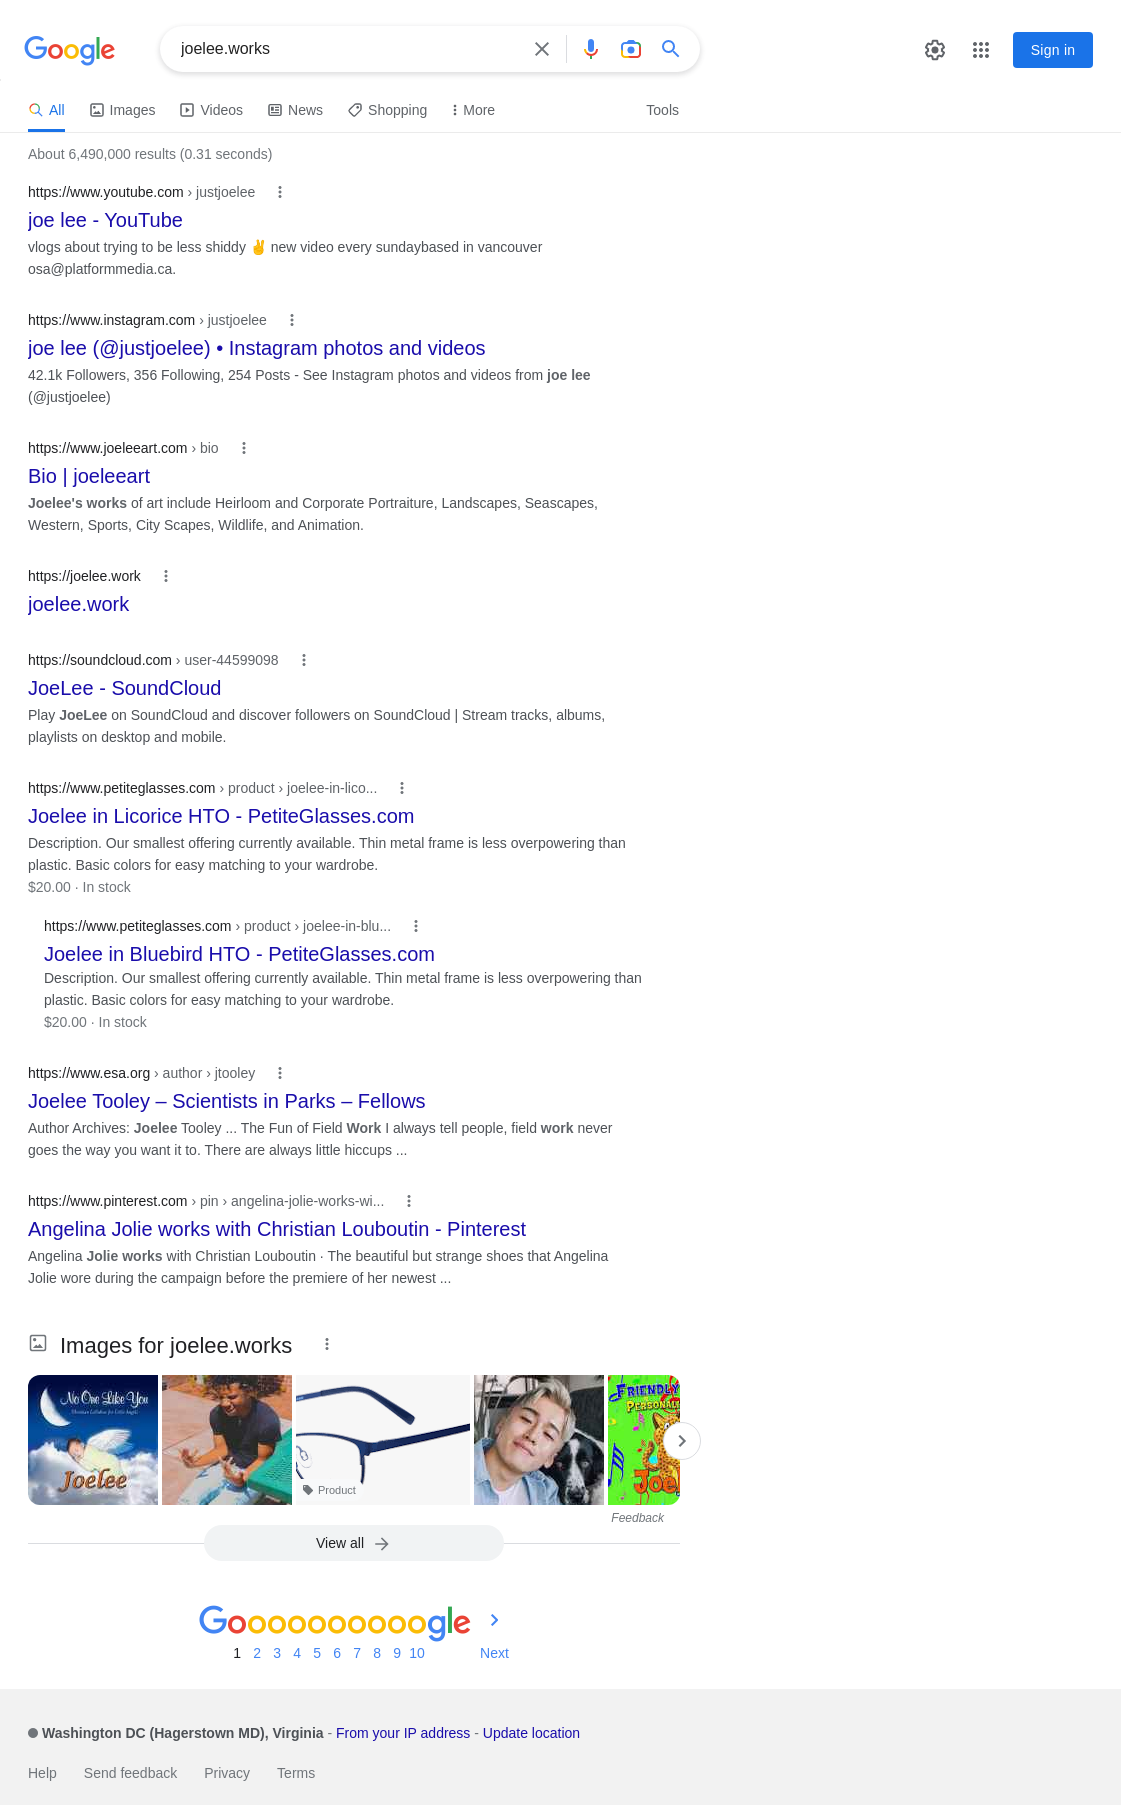 Google
joelee.works
Sign in
All
Images
Videos
News
Shopping
More
Tools
About 6,490,000 results (0.31 seconds)
https://www.youtube.com › justjoelee
joe lee - YouTube
vlogs about trying to be less shiddy ✌️ new video every sundaybased in vancouver
osa@platformmedia.ca.
https://www.instagram.com › justjoelee
joe lee (@justjoelee) • Instagram photos and videos
42.1k Followers, 356 Following, 254 Posts - See Instagram photos and videos from joe lee
(@justjoelee)
https://www.joeleeart.com › bio
Bio | joeleeart
Joelee's works of art include Heirloom and Corporate Portraiture, Landscapes, Seascapes,
Western, Sports, City Scapes, Wildlife, and Animation.
https://joelee.work
joelee.work
https://soundcloud.com › user-44599098
JoeLee - SoundCloud
Play JoeLee on SoundCloud and discover followers on SoundCloud | Stream tracks, albums,
playlists on desktop and mobile.
https://www.petiteglasses.com › product › joelee-in-lico...
Joelee in Licorice HTO - PetiteGlasses.com
Description. Our smallest offering currently available. Thin metal frame is less overpowering than
plastic. Basic colors for easy matching to your wardrobe.
$20.00 · In stock
https://www.petiteglasses.com › product › joelee-in-blu...
Joelee in Bluebird HTO - PetiteGlasses.com
Description. Our smallest offering currently available. Thin metal frame is less overpowering than
plastic. Basic colors for easy matching to your wardrobe.
$20.00 · In stock
https://www.esa.org › author › jtooley
Joelee Tooley – Scientists in Parks – Fellows
Author Archives: Joelee Tooley ... The Fun of Field Work I always tell people, field work never
goes the way you want it to. There are always little hiccups ...
https://www.pinterest.com › pin › angelina-jolie-works-wi...
Angelina Jolie works with Christian Louboutin - Pinterest
Angelina Jolie works with Christian Louboutin · The beautiful but strange shoes that Angelina
Jolie wore during the campaign before the premiere of her newest ...
Images for joelee.works
No One Like You
Christian Lullabies for Little Angels
Joelee
Product
FRIENDLY
PERSONAL
Joe
Feedback
View all
Goooooooooogle
1 2 3 4 5 6 7 8 9 10 Next
Washington DC (Hagerstown MD), Virginia - From your IP address - Update location
Help Send feedback Privacy Terms